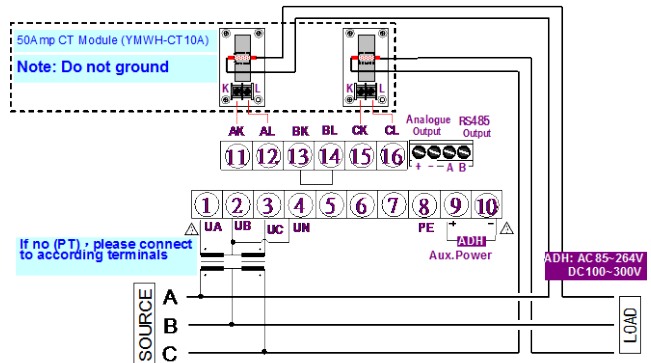 50Amp CT Module (YMWH-CT10A)
Note: Do not ground
K L
K L
AK AL BK BL CK CL
Analogue Output
RS485 Output
11 12 13 14 15 16
+ - - A B
1 2 3 4 5 6 7 8 9 10
UA UB UC UN PE + -
ADH
Aux.Power
If no (PT), please connect
to according terminals
ADH: AC 85~264V
DC100~300V
SOURCE
A
B
C
LOAD